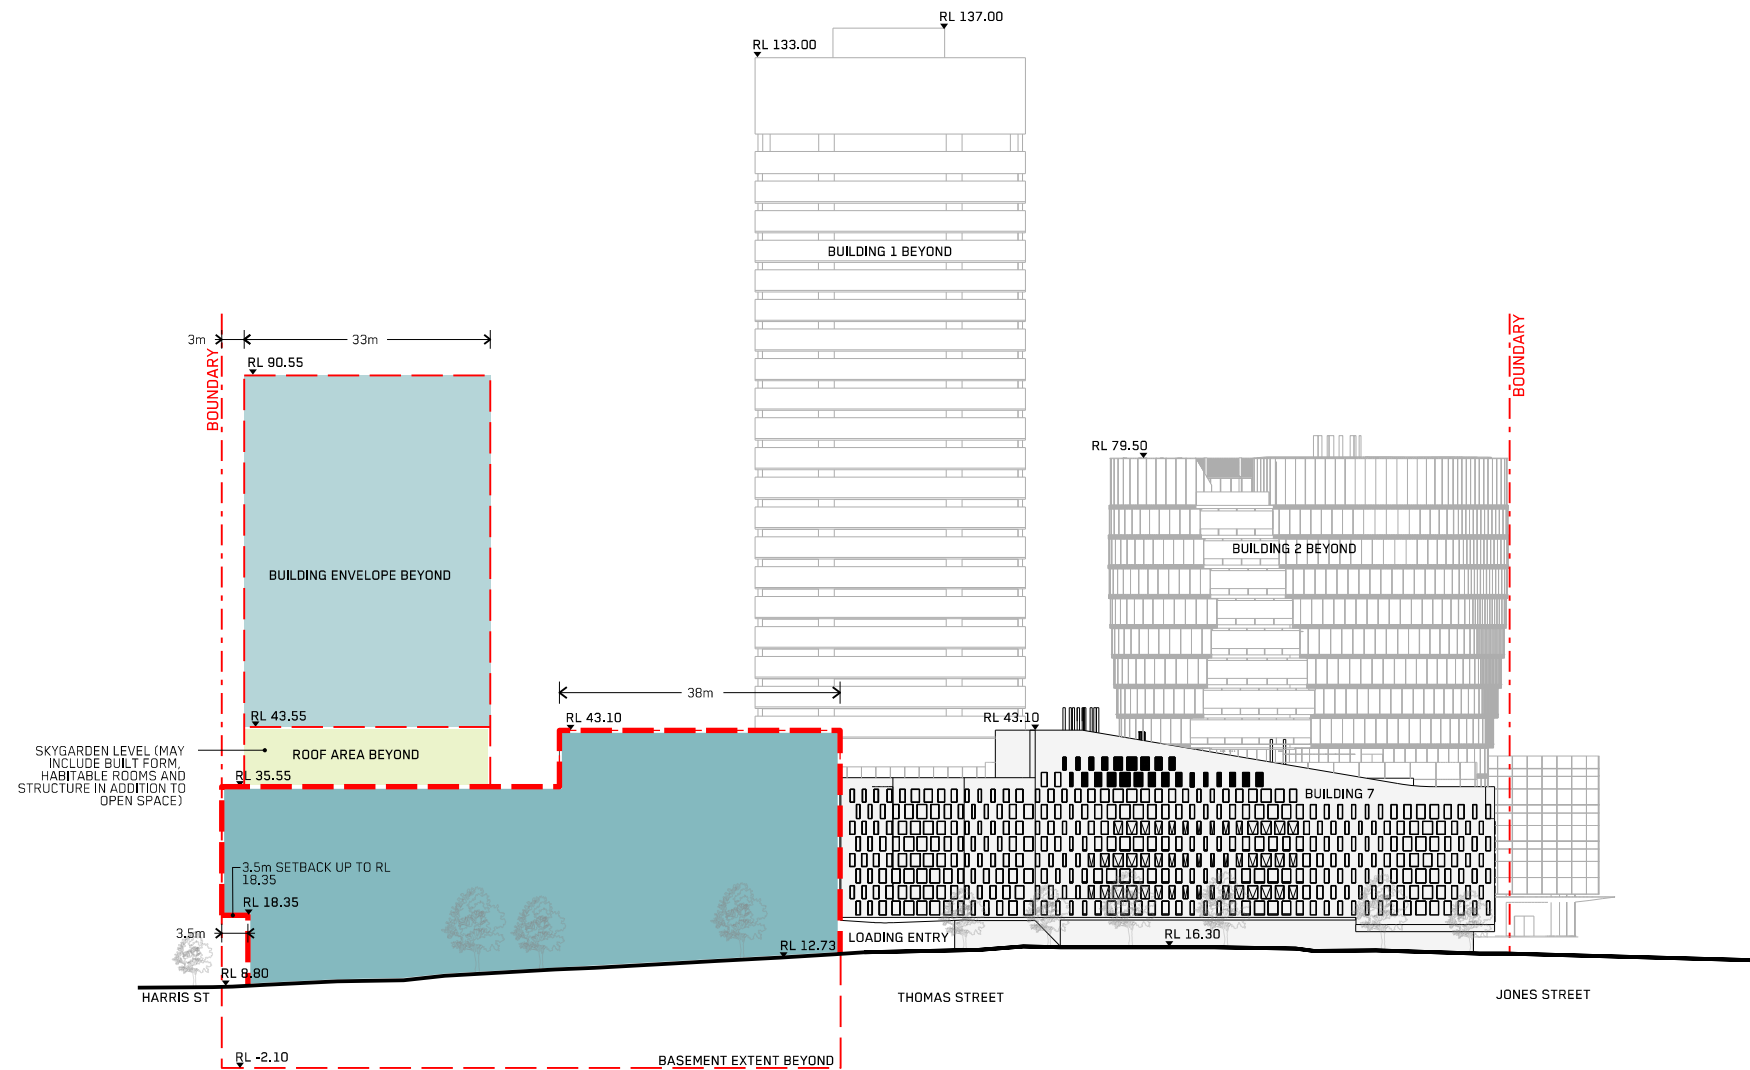 RL 137.00
RL 133.00
BUILDING 1 BEYOND
3m
33m
BOUNDARY
BOUNDARY
RL 90.55
RL 79.50
BUILDING 2 BEYOND
BUILDING ENVELOPE BEYOND
38m
RL 43.55
RL 43.10
RL 43.10
SKYGARDEN LEVEL (MAY
INCLUDE BUILT FORM,
HABITABLE ROOMS AND
STRUCTURE IN ADDITION TO
OPEN SPACE)
ROOF AREA BEYOND
RL 35.55
BUILDING 7
3.5m SETBACK UP TO RL
18.35
RL 18.35
3.5m
LOADING ENTRY
RL 16.30
RL 12.73
RL 8.80
HARRIS ST
THOMAS STREET
JONES STREET
RL -2.10
BASEMENT EXTENT BEYOND